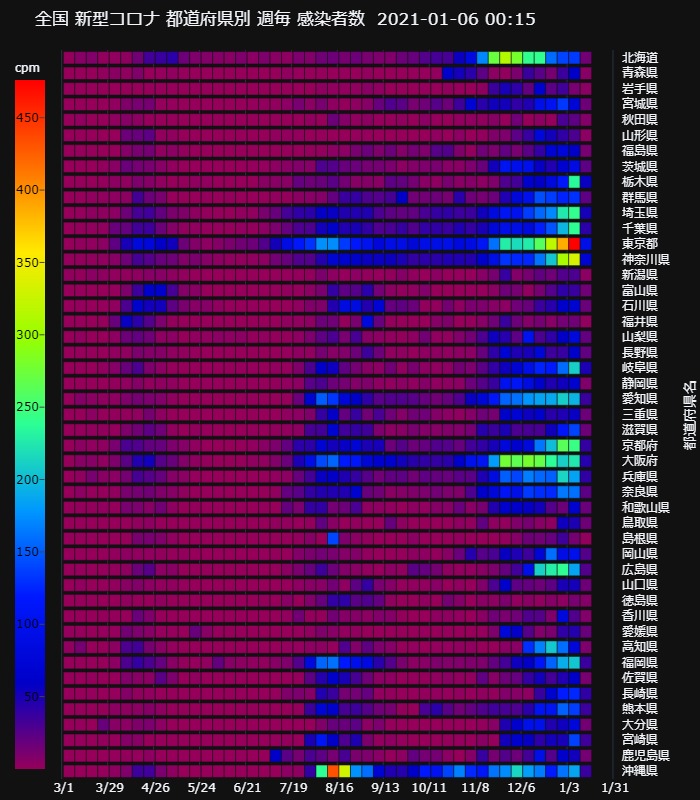 全国 新型コロナ 都道府県別 週毎 感染者数 2021-01-06 00:15
cpm
450
400
350
300
250
200
150
100
50
北海道
青森県
岩手県
宮城県
秋田県
山形県
福島県
茨城県
栃木県
群馬県
埼玉県
千葉県
東京都
神奈川県
新潟県
富山県
石川県
福井県
山梨県
長野県
岐阜県
静岡県
愛知県
三重県
滋賀県
京都府
大阪府
兵庫県
奈良県
和歌山県
鳥取県
島根県
岡山県
広島県
山口県
徳島県
香川県
愛媛県
高知県
福岡県
佐賀県
長崎県
熊本県
大分県
宮崎県
鹿児島県
沖縄県
都道府県名
3/1 3/29 4/26 5/24 6/21 7/19 8/16 9/13 10/11 11/8 12/6 1/3 1/31